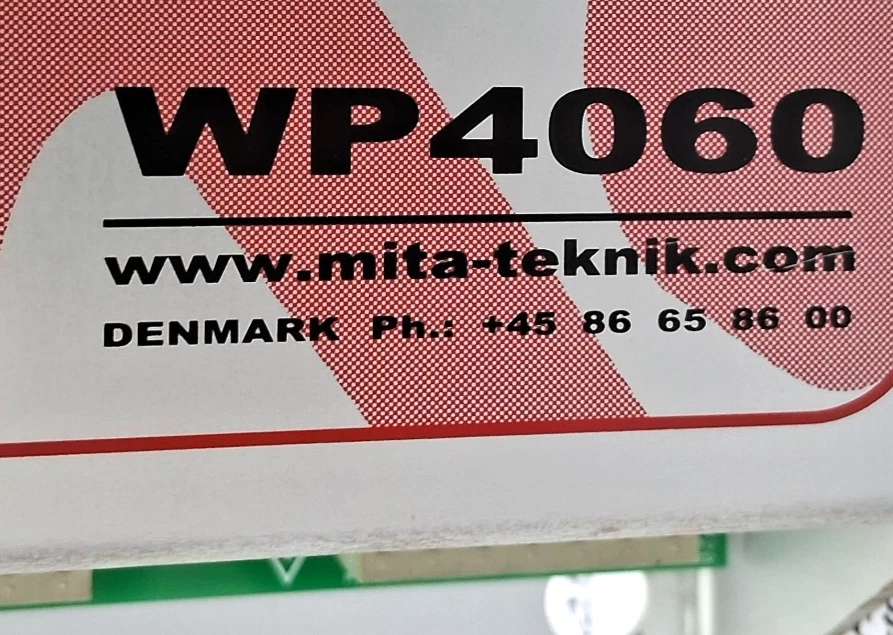 WP4060
www.mita-teknik.com
DENMARK Ph.: +45 86 65 86 00